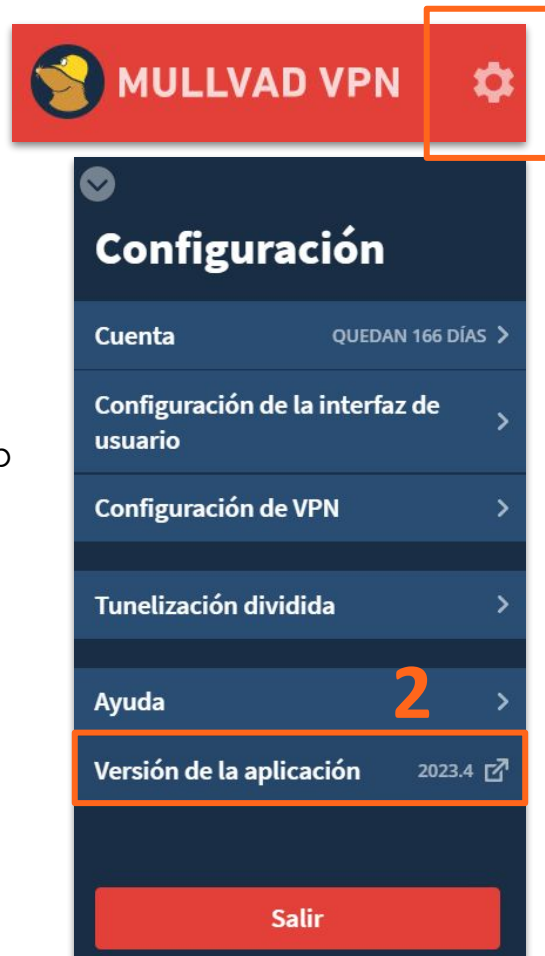 MULLVAD VPN
Configuración
Cuenta QUEDAN 166 DÍAS
Configuración de la interfaz de
usuario
o
Configuración de VPN
Tunelización dividida
Ayuda
2
Versión de la aplicación 2023.4
Salir